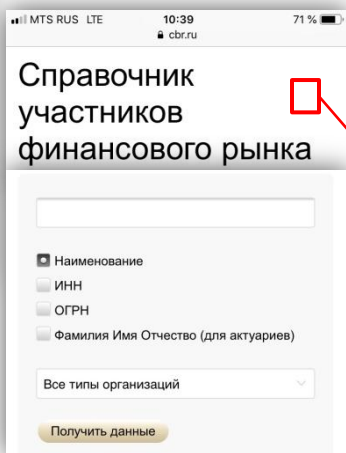 MTS RUS LTE 10:39 71 %
cbr.ru
Справочник
участников
финансового рынка
Наименование
ИНН
ОГРН
Фамилия Имя Отчество (для актуариев)
Все типы организаций
Получить данные